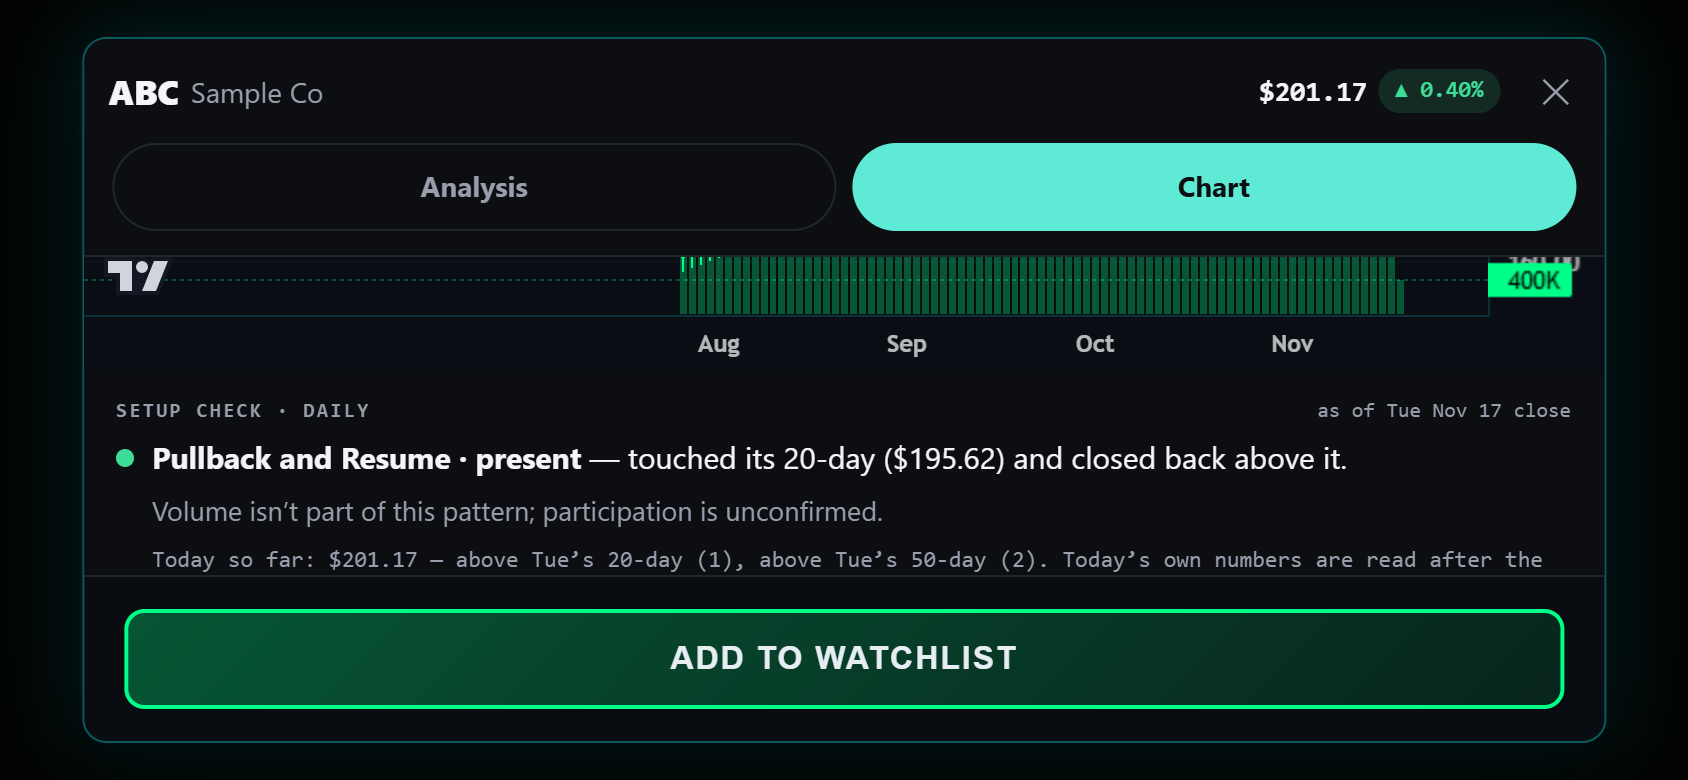 ABC Sample Co
$201.17 ▲ 0.40%
Analysis
Chart
400K
Aug Sep Oct Nov
SETUP CHECK · DAILY
as of Tue Nov 17 close
Pullback and Resume · present — touched its 20-day ($195.62) and closed back above it.
Volume isn’t part of this pattern; participation is unconfirmed.
Today so far: $201.17 — above Tue’s 20-day (1), above Tue’s 50-day (2). Today’s own numbers are read after the
ADD TO WATCHLIST